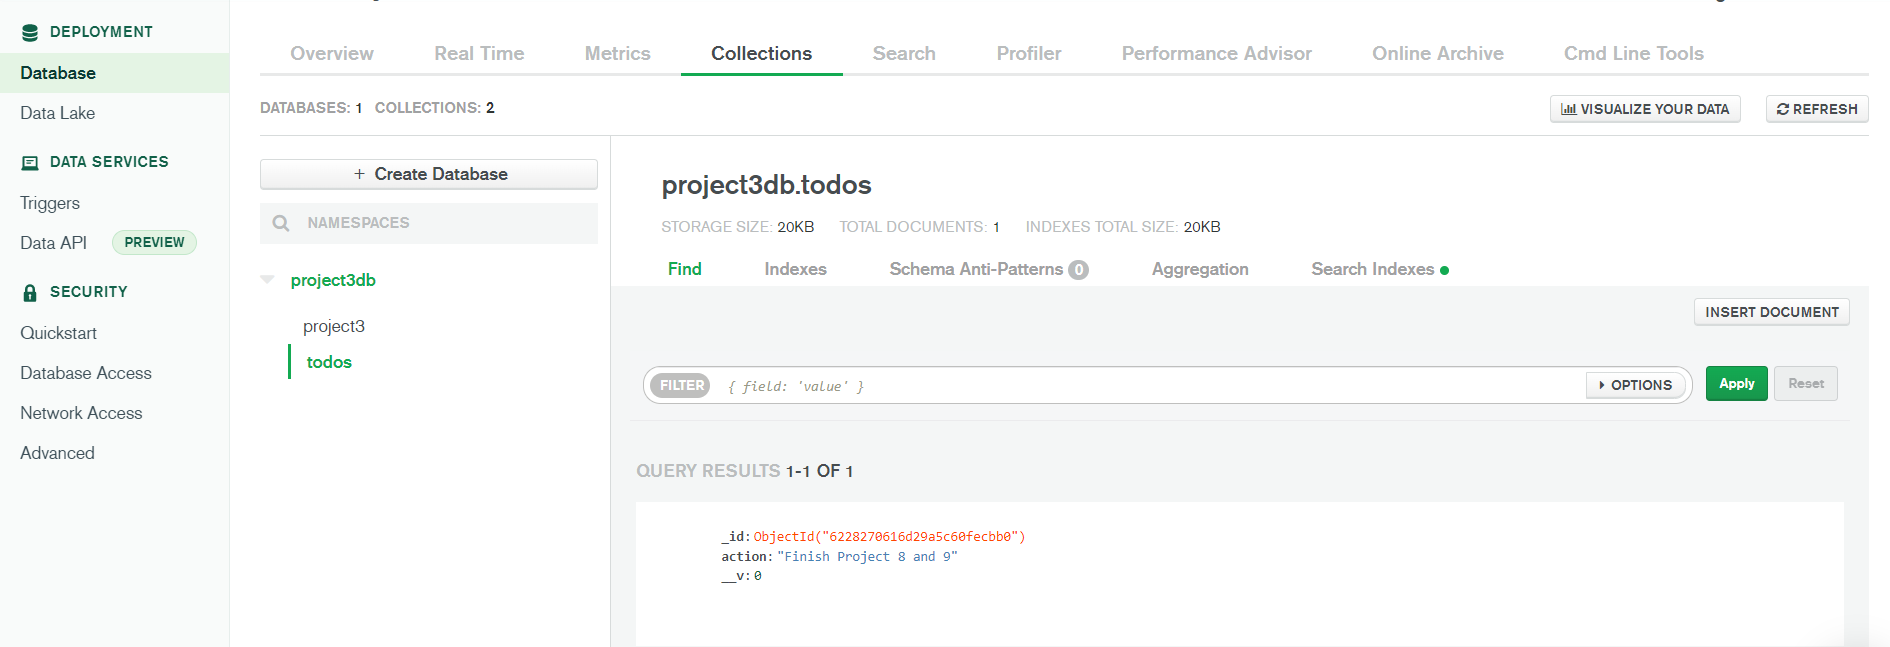 DEPLOYMENT
Database
Data Lake
DATA SERVICES
Triggers
Data API PREVIEW
SECURITY
Quickstart
Database Access
Network Access
Advanced
Overview Real Time Metrics Collections Search Profiler Performance Advisor Online Archive Cmd Line Tools
DATABASES: 1 COLLECTIONS: 2
VISUALIZE YOUR DATA REFRESH
+ Create Database
NAMESPACES
project3db
project3
todos
project3db.todos
STORAGE SIZE: 20KB TOTAL DOCUMENTS: 1 INDEXES TOTAL SIZE: 20KB
Find Indexes Schema Anti-Patterns 0 Aggregation Search Indexes
INSERT DOCUMENT
FILTER { field: 'value' } OPTIONS Apply Reset
QUERY RESULTS 1-1 OF 1
_id: ObjectId("6228270616d29a5c60fecbb0")
action: "Finish Project 8 and 9"
__v: 0